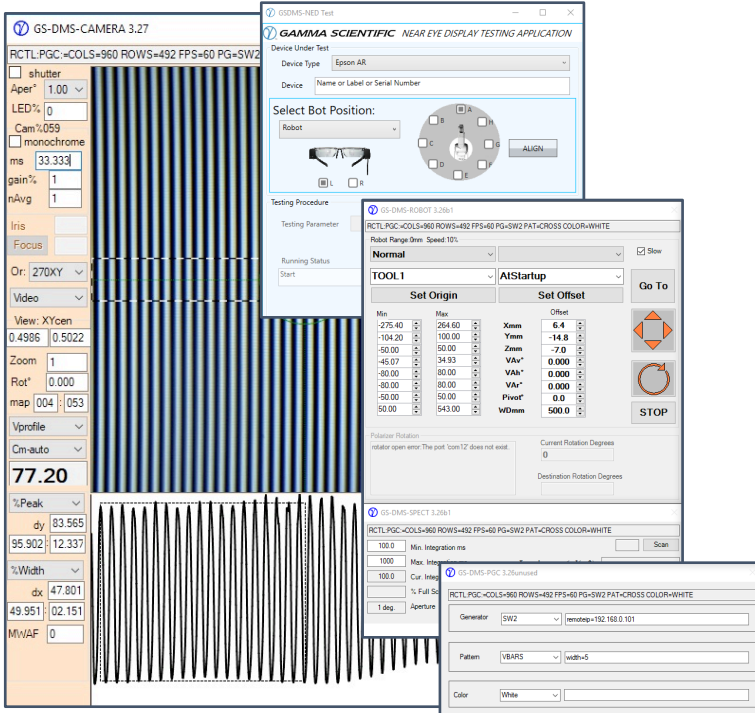 GS-DMS-CAMERA 3.27
RCTL:PGC:=COLS=960 ROWS=492 FPS=60 PG=SW2
shutter
Aper° 1.00
LED% 0
Cam%059
monochrome
ms 33.333
gain% 1
nAvg 1
Iris
Focus
Or: 270XY
Video
View: XYcen
0.4986 0.5022
Zoom 1
Rot° 0.000
map 004 : 053
Vprofile
Cm-auto
77.20
%Peak
dy 83.565
95.902 : 12.337
%Width
dx 47.801
49.951 : 02.151
MWAF 0
GSDMS-NED Test
GAMMA SCIENTIFIC NEAR EYE DISPLAY TESTING APPLICATION
Device Under Test
Device Type Epson AR
Device Name or Label or Serial Number
Select Bot Position:
Robot
L R
A
B H
C G
D F
E
ALIGN
Testing Procedure
Testing Parameter
Running Status
Start
GS-DMS-ROBOT 3.26b1
RCTL:PGC:=COLS=960 ROWS=492 FPS=60 PG=SW2 PAT=CROSS COLOR=WHITE
Robot Range:0mm Speed:10%
Normal
Slow
TOOL1 AtStartup
Go To
Set Origin Set Offset
Min Max Offset
-275.40 264.60 Xmm 6.4
-104.20 100.00 Ymm -14.8
-50.00 50.00 Zmm -7.0
-45.07 34.93 VAv° 0.000
-80.00 80.00 VAh° 0.000
-80.00 80.00 VAr° 0.000
-50.00 50.00 Pivot° 0.0
50.00 543.00 WDmm 500.0
STOP
Polarizer Rotation
rotator open error:The port 'com12' does not exist.
Current Rotation Degrees
0
Destination Rotation Degrees
GS-DMS-SPECT 3.26b1
RCTL:PGC:=COLS=960 ROWS=492 FPS=60 PG=SW2 PAT=CROSS COLOR=WHITE
100.0 Min. Integration ms
Scan
1000 Max.
100.0 Cur.
% Full
1 deg. Aperture
GS-DMS-PGC 3.26unused
RCTL:PGC:=COLS=960 ROWS=492 FPS=60 PG=SW2 PAT=CROSS COLOR=WHITE
Generator SW2 remoteip=192.168.0.101
Pattern VBARS width=5
Color White